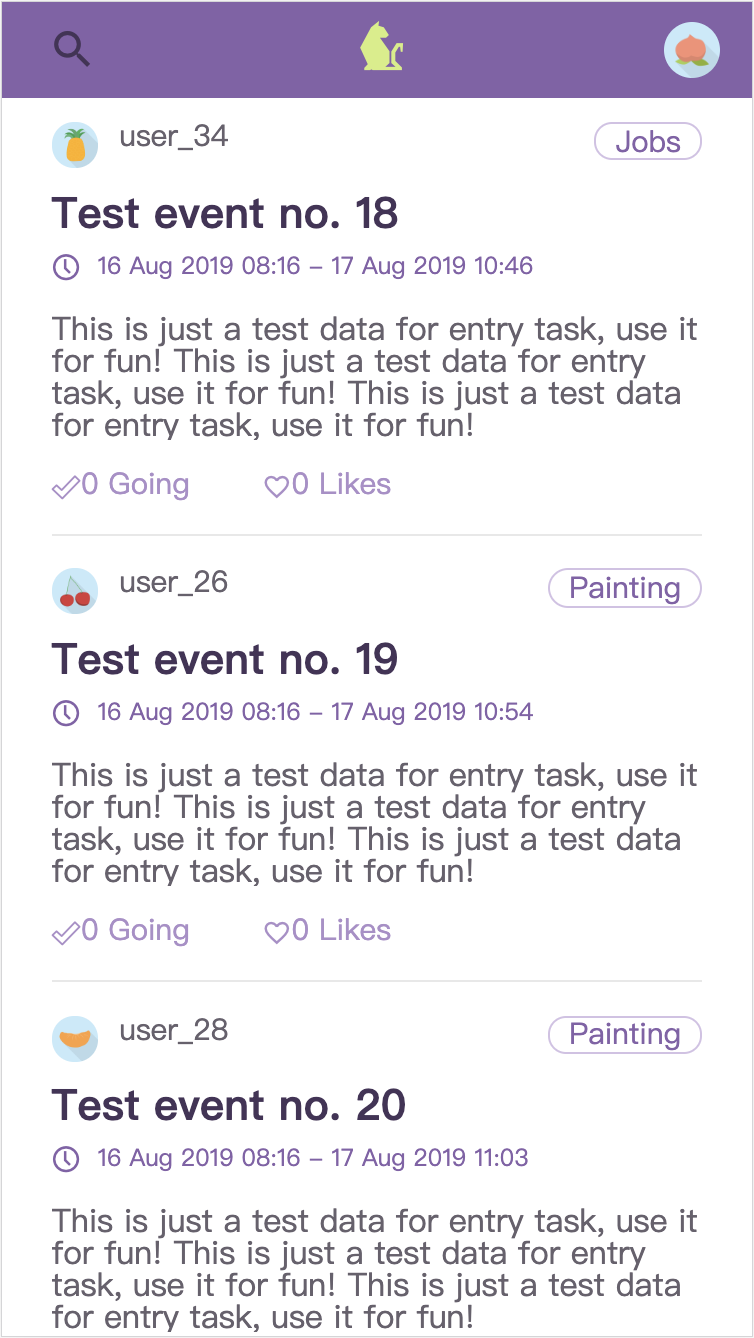 user_34
Jobs
Test event no. 18
16 Aug 2019 08:16 – 17 Aug 2019 10:46
This is just a test data for entry task, use it
for fun! This is just a test data for entry
task, use it for fun! This is just a test data
for entry task, use it for fun!
0 Going
0 Likes
user_26
Painting
Test event no. 19
16 Aug 2019 08:16 – 17 Aug 2019 10:54
This is just a test data for entry task, use it
for fun! This is just a test data for entry
task, use it for fun! This is just a test data
for entry task, use it for fun!
0 Going
0 Likes
user_28
Painting
Test event no. 20
16 Aug 2019 08:16 – 17 Aug 2019 11:03
This is just a test data for entry task, use it
for fun! This is just a test data for entry
task, use it for fun! This is just a test data
for entry task, use it for fun!